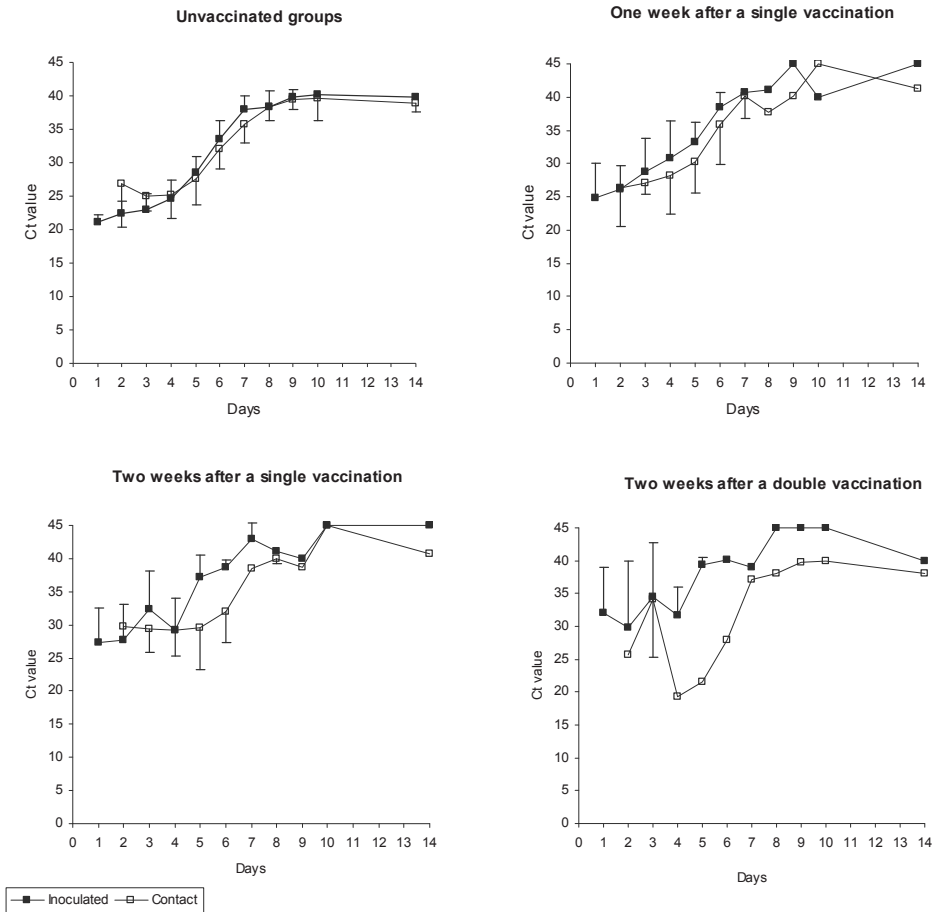 Unvaccinated groups
45
40
35
30
25
20
15
10
5
0
Ct value
0 1 2 3 4 5 6 7 8 9 10 11 12 13 14
Days
One week after a single vaccination
45
40
35
30
25
20
15
10
5
0
Ct value
0 1 2 3 4 5 6 7 8 9 10 11 12 13 14
Days
Two weeks after a single vaccination
45
40
35
30
25
20
15
10
5
0
Ct value
0 1 2 3 4 5 6 7 8 9 10 11 12 13 14
Days
Two weeks after a double vaccination
45
40
35
30
25
20
15
10
5
0
Ct value
0 1 2 3 4 5 6 7 8 9 10 11 12 13 14
Days
Inoculated Contact